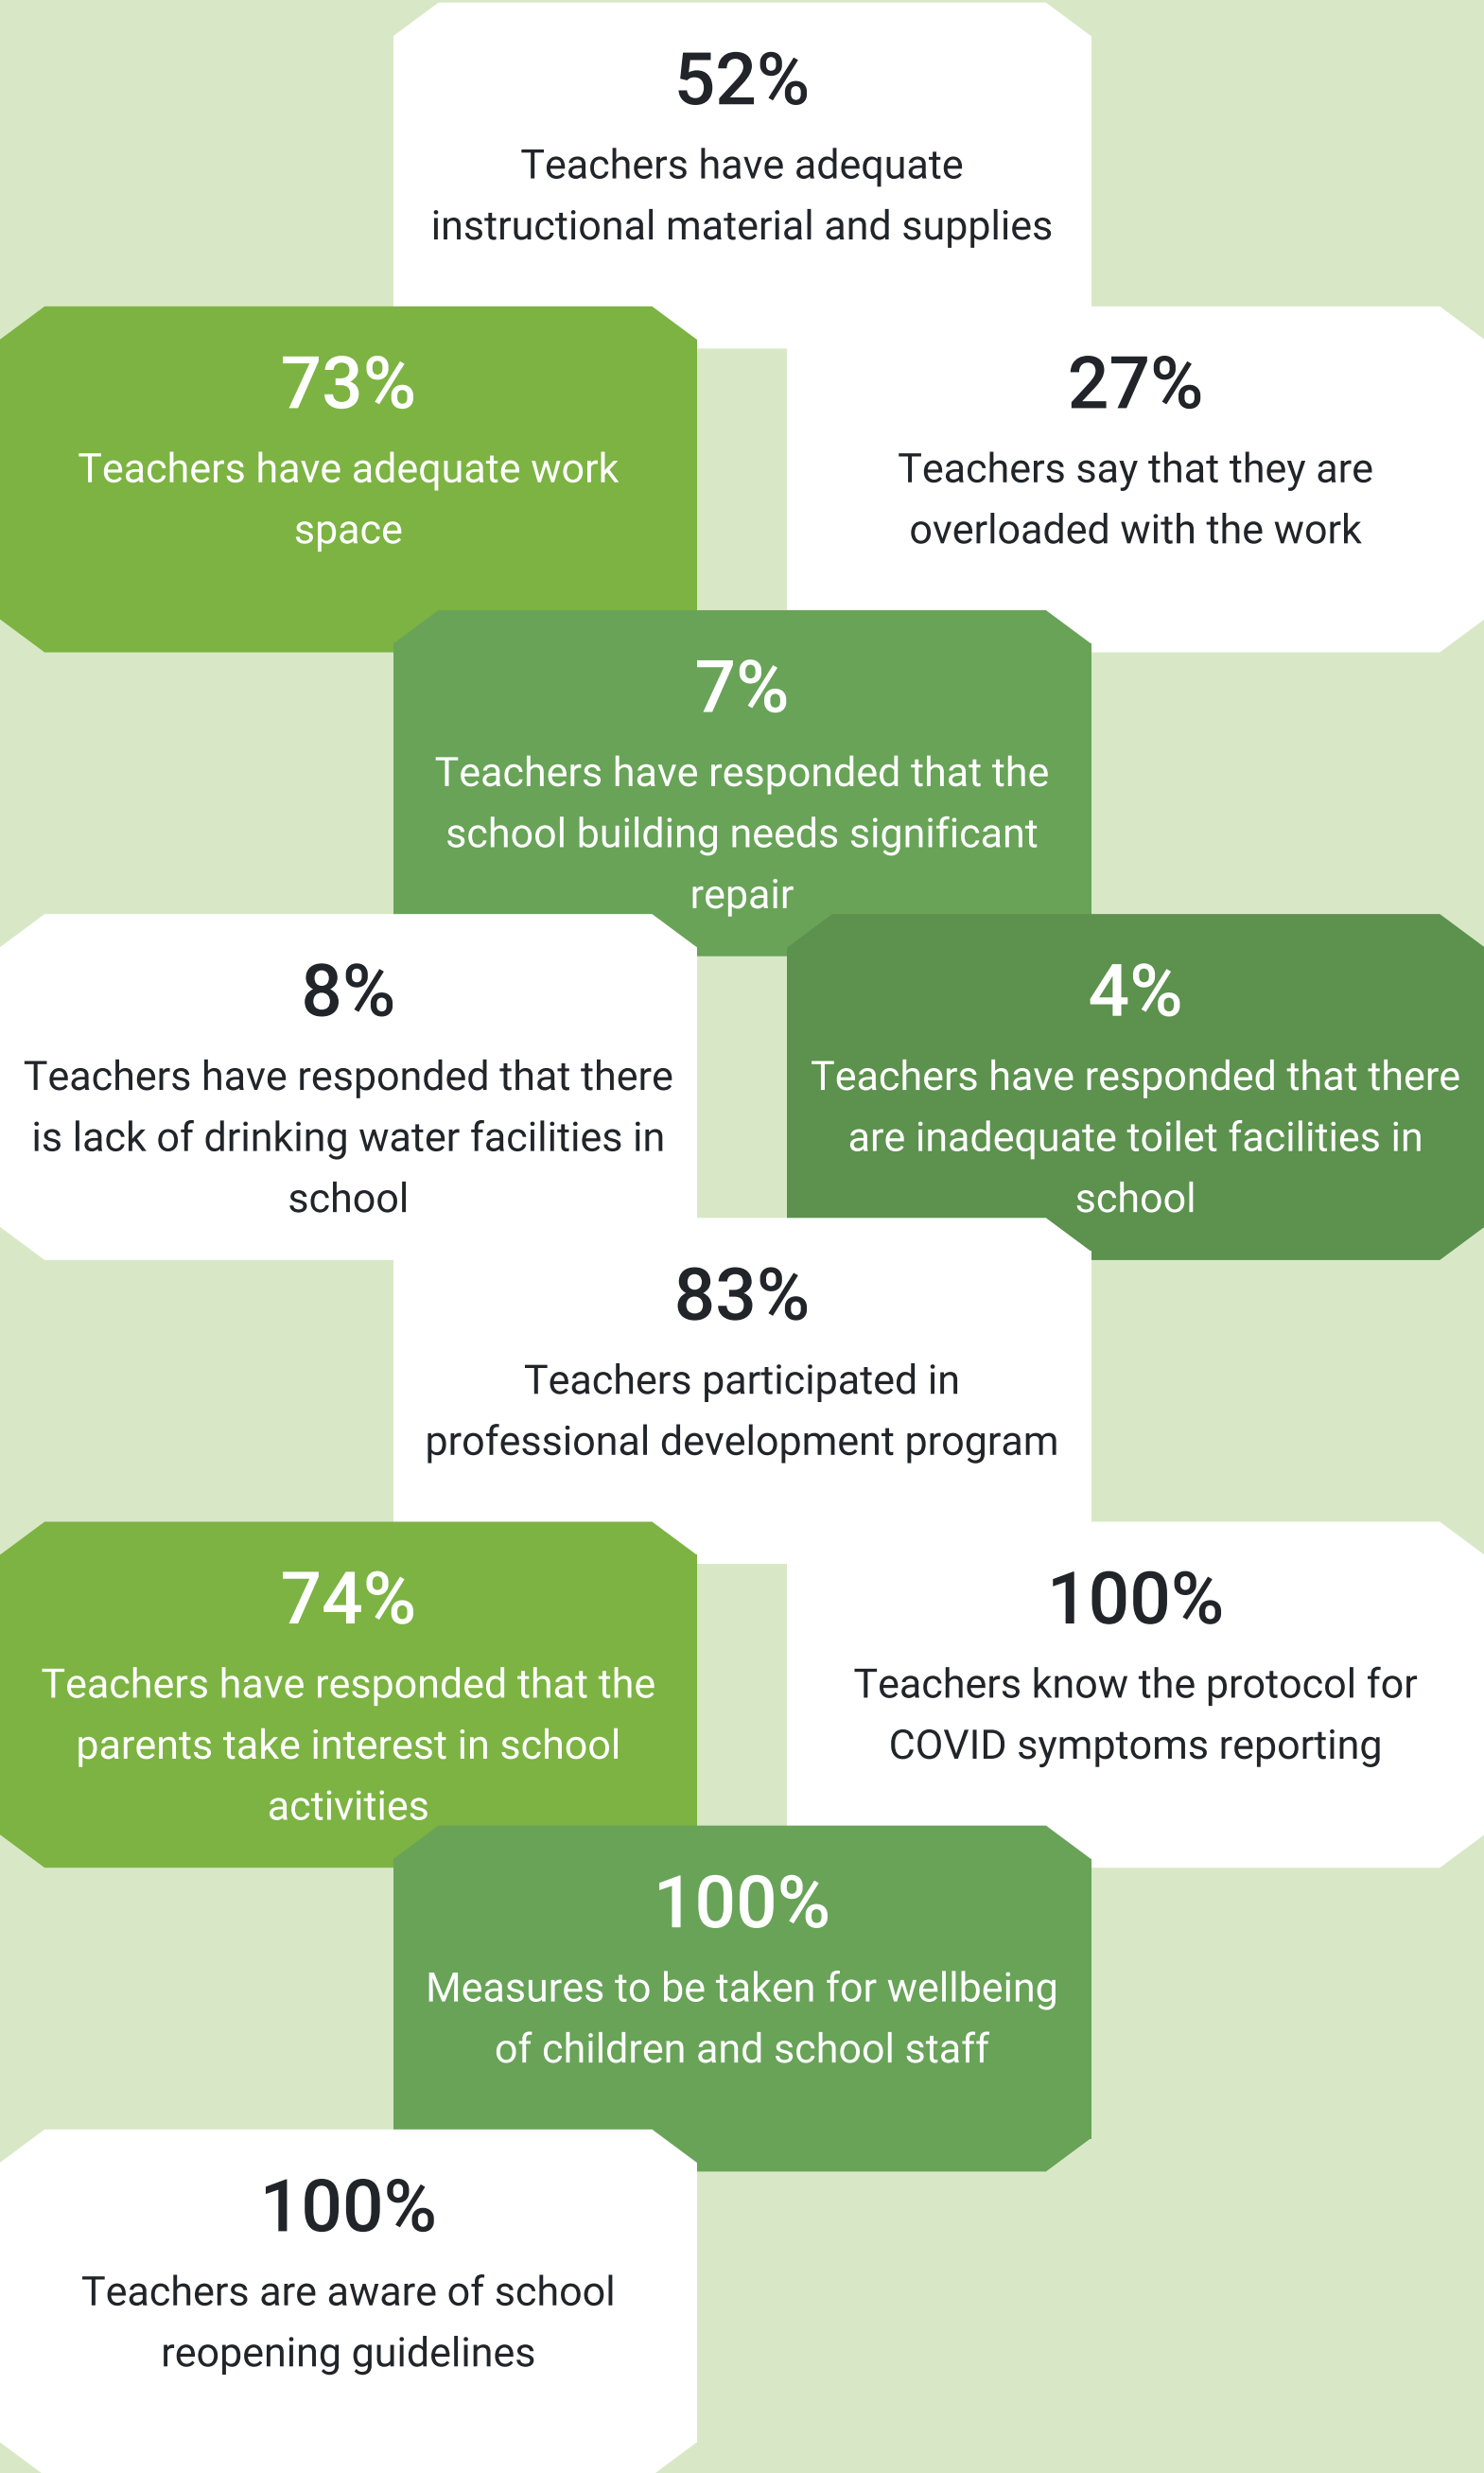 52%
Teachers have adequate
instructional material and supplies
73%
Teachers have adequate work
space
27%
Teachers say that they are
overloaded with the work
7%
Teachers have responded that the
school building needs significant
repair
8%
Teachers have responded that there
is lack of drinking water facilities in
school
4%
Teachers have responded that there
are inadequate toilet facilities in
school
83%
Teachers participated in
professional development program
74%
Teachers have responded that the
parents take interest in school
activities
100%
Teachers know the protocol for
COVID symptoms reporting
100%
Measures to be taken for wellbeing
of children and school staff
100%
Teachers are aware of school
reopening guidelines